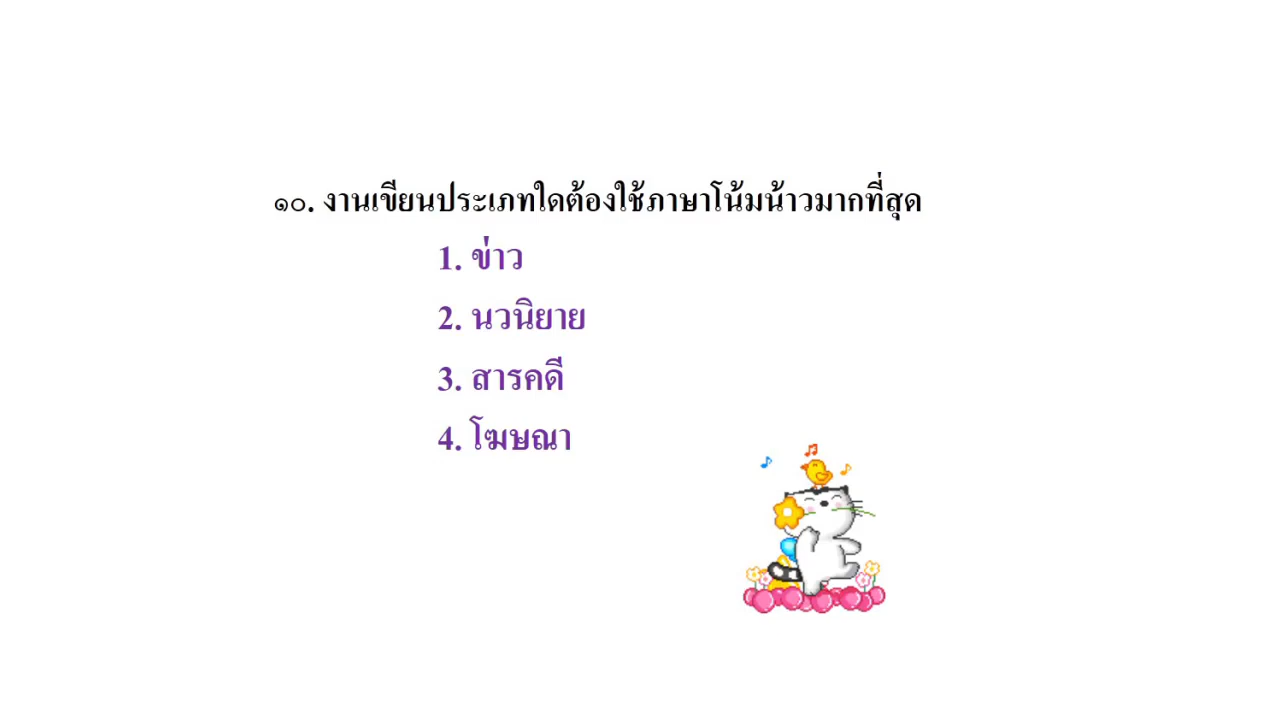 ๑๐. งานเขียนประเภทใดต้องใช้ภาษาโน้มน้าวมากที่สุด
1. ข่าว
2. นวนิยาย
3. สารคดี
4. โฆษณา